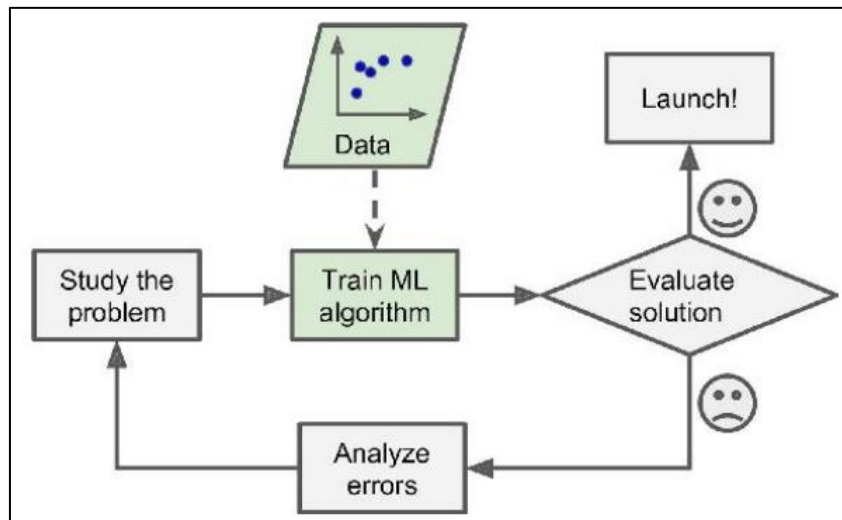 Data
Launch!
Study the
problem
Train ML
algorithm
Evaluate
solution
Analyze
errors